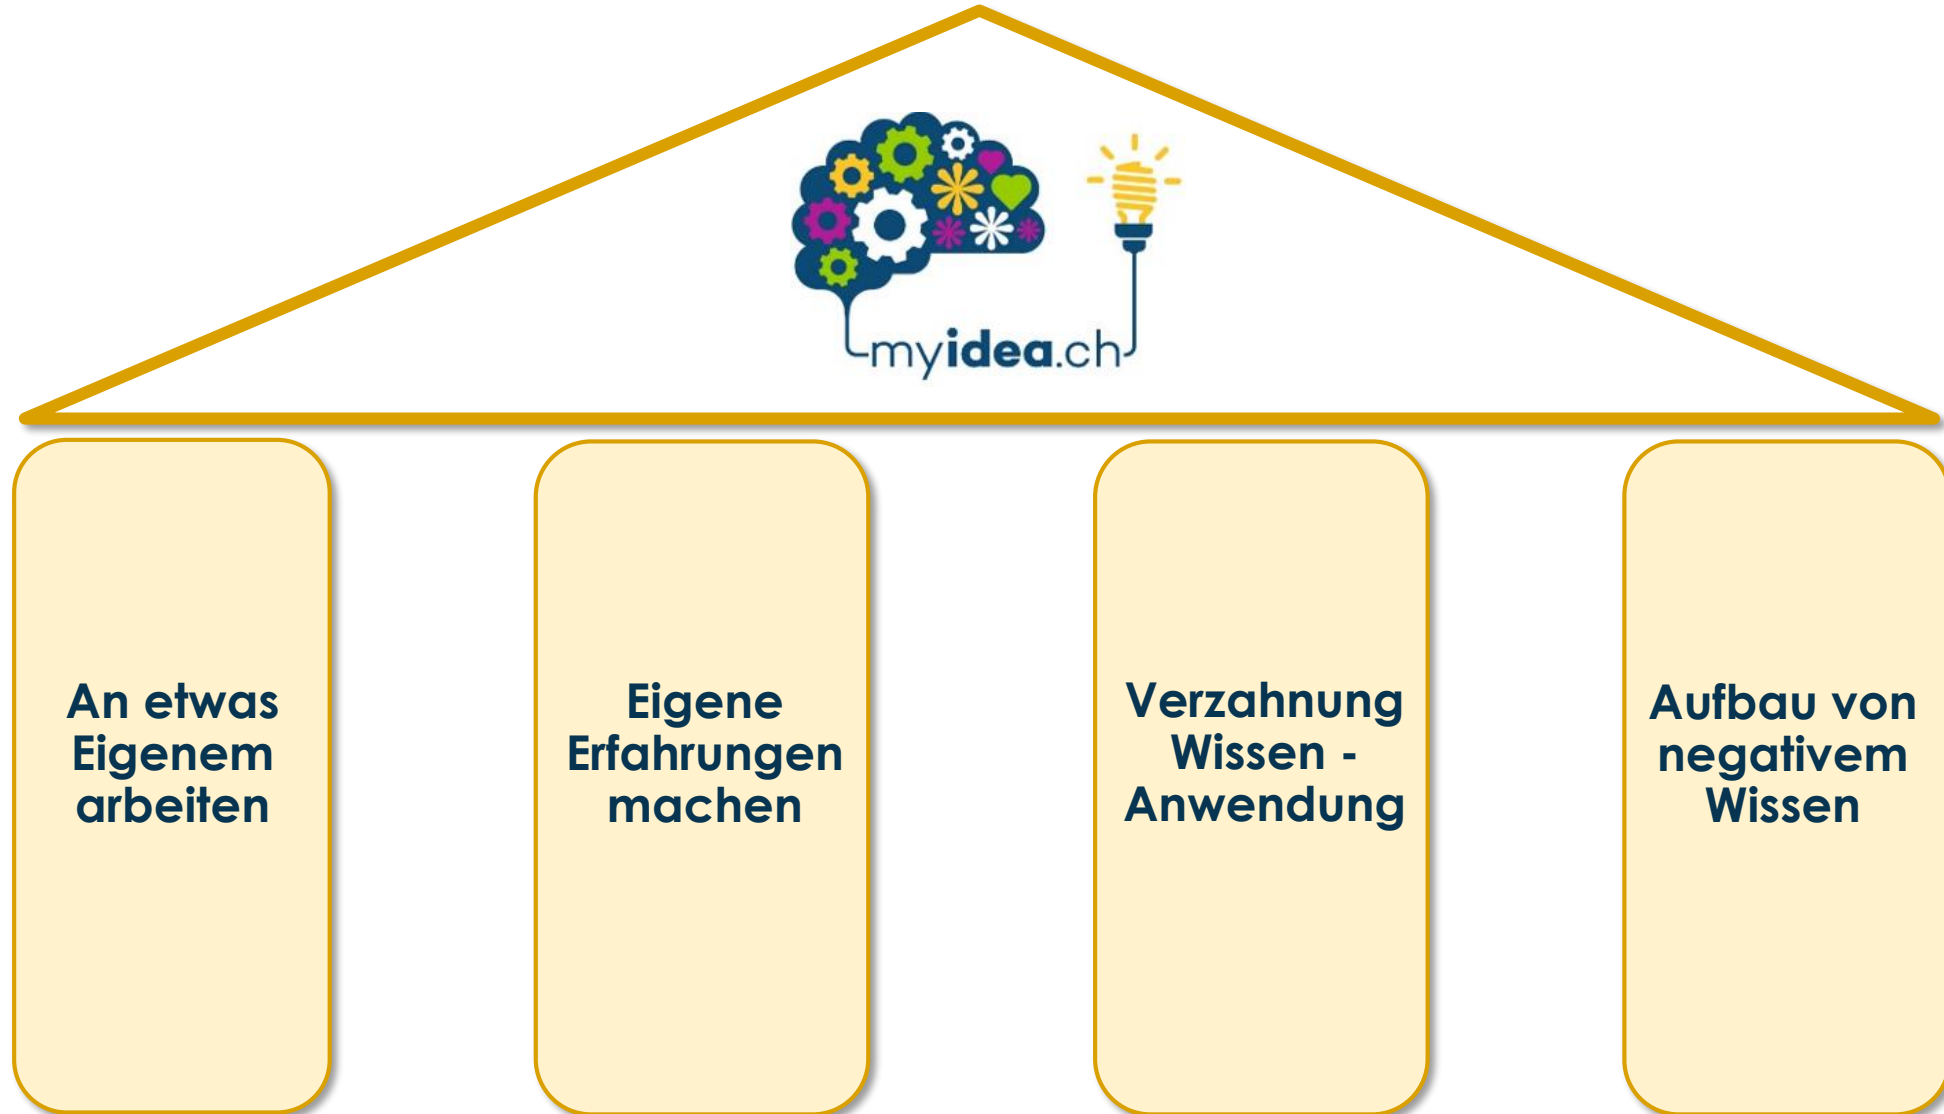 myidea.ch
An etwas
Eigenem
arbeiten
Eigene
Erfahrungen
machen
Verzahnung
Wissen -
Anwendung
Aufbau von
negativem
Wissen